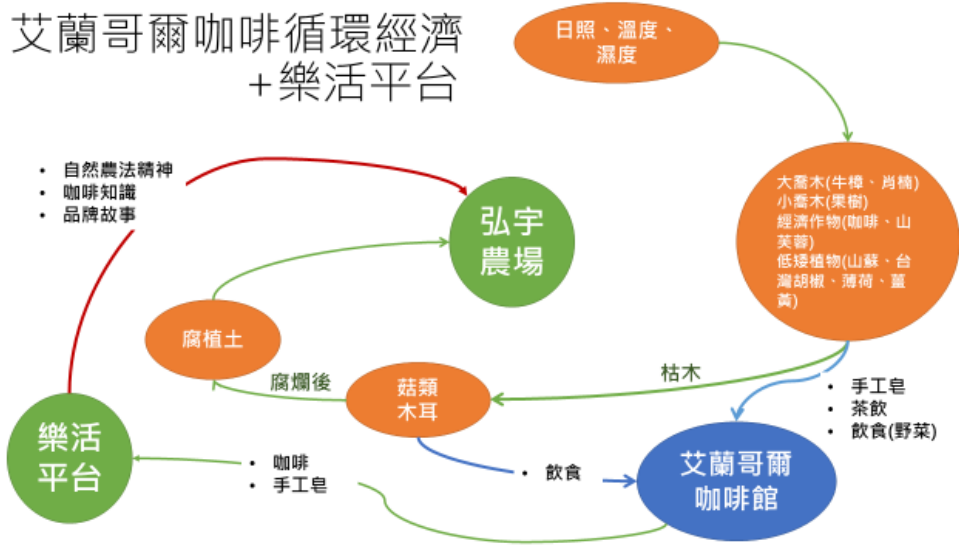 艾蘭哥爾咖啡循環經濟
+樂活平台
日照、溫度、
濕度
• 自然農法精神
• 咖啡知識
• 品牌故事
弘宇
農場
大喬木(牛樟、肖楠)
小喬木(果樹)
經濟作物(咖啡、山
芙蓉)
低矮植物(山蘇、台
灣胡椒、薄荷、薑
黃)
腐植土
腐爛後
菇類
木耳
枯木
• 手工皂
• 茶飲
• 飲食(野菜)
樂活
平台
• 咖啡
• 手工皂
• 飲食
艾蘭哥爾
咖啡館